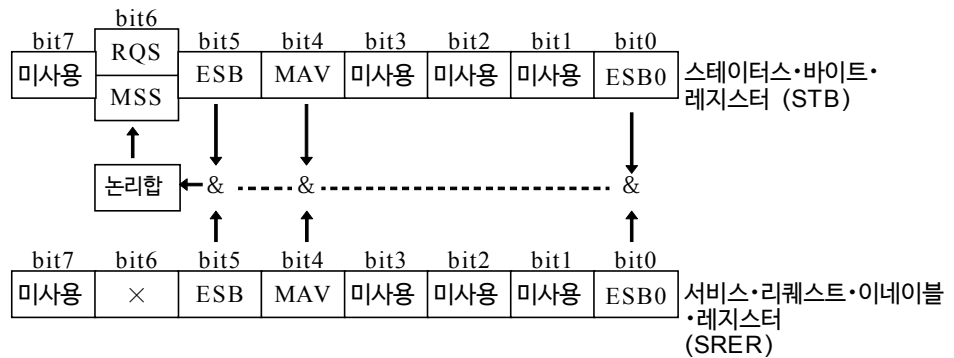 bit7 bit6 bit5 bit4 bit3 bit2 bit1 bit0
미사용 RQS ESB MAV 미사용 미사용 미사용 ESB0
MSS
스테이터스•바이트•
레지스터 (STB)
논리합 & & &
bit7 bit6 bit5 bit4 bit3 bit2 bit1 bit0
미사용 × ESB MAV 미사용 미사용 미사용 ESB0
서비스•리퀘스트•이네이블
•레지스터
(SRER)